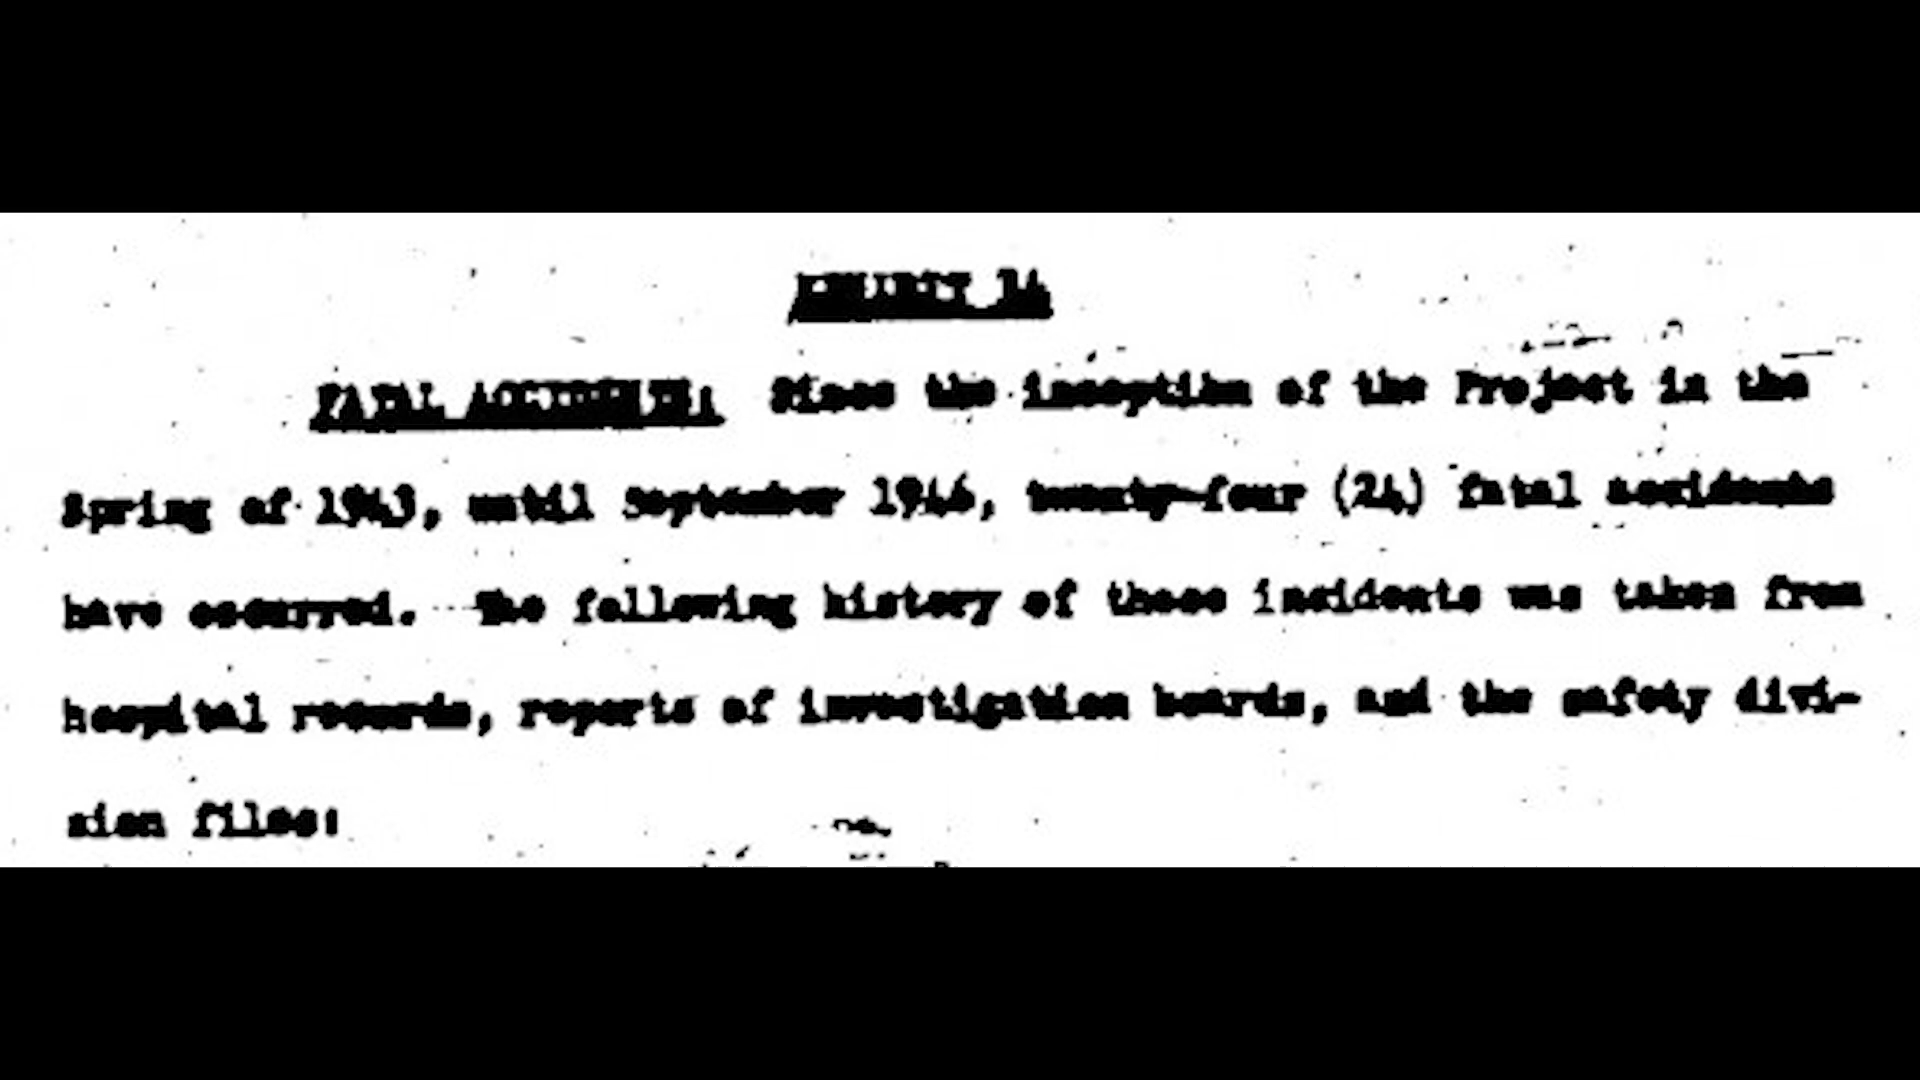 EXHIBIT 14
FATAL ACCIDENTS: Since the inception of the Project in the
Spring of 1943, until September 1946, twenty-four (24) fatal accidents
have occurred. The following history of these incidents was taken from
hospital records, reports of investigation boards, and the safety divi-
sion files: